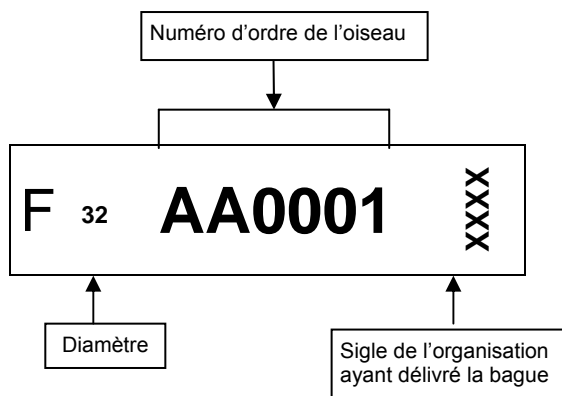 Numéro d'ordre de l'oiseau
F 32 AA0001 XXXX
Diamètre
Sigle de l'organisation
ayant délivré la bague